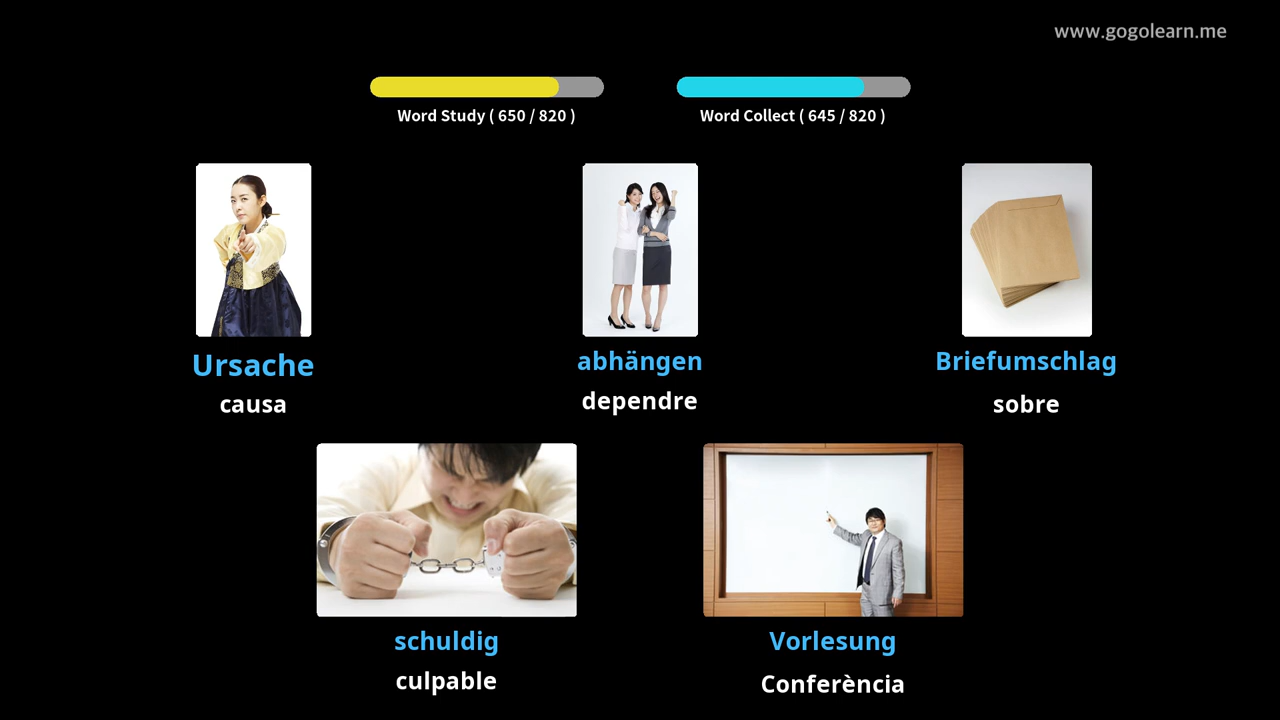 www.gogolearn.me
Word Study ( 650 / 820 )
Word Collect ( 645 / 820 )
Ursache
causa
abhängen
dependre
Briefumschlag
sobre
schuldig
culpable
Vorlesung
Conferència